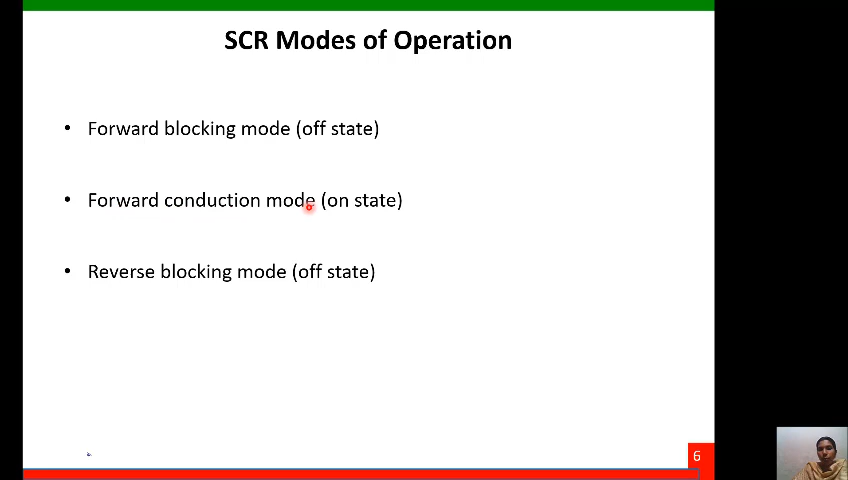 SCR Modes of Operation
• Forward blocking mode (off state)
• Forward conduction mode (on state)
• Reverse blocking mode (off state)
6